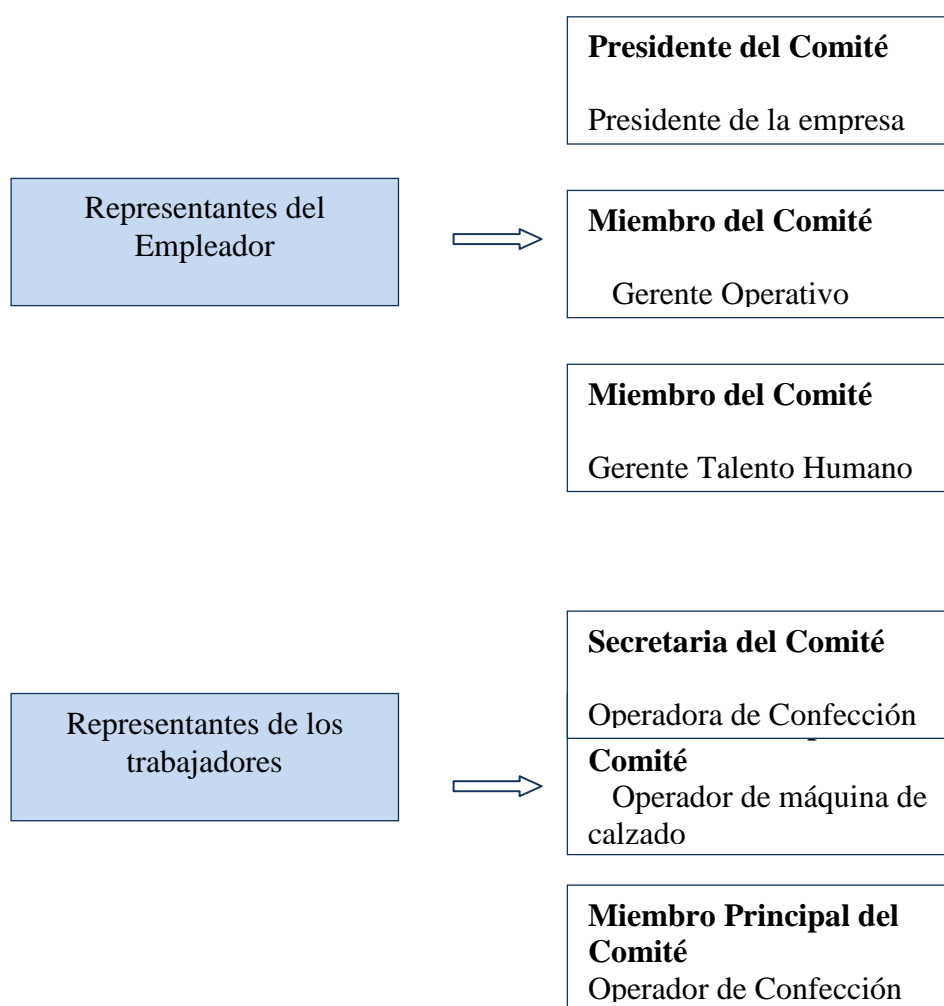 Presidente del Comité
Presidente de la empresa
Representantes del
Empleador
Miembro del Comité
Gerente Operativo
Miembro del Comité
Gerente Talento Humano
Representantes de los
trabajadores
Secretaria del Comité
Operadora de Confección
Comité
Operador de máquina de
calzado
Miembro Principal del
Comité
Operador de Confección